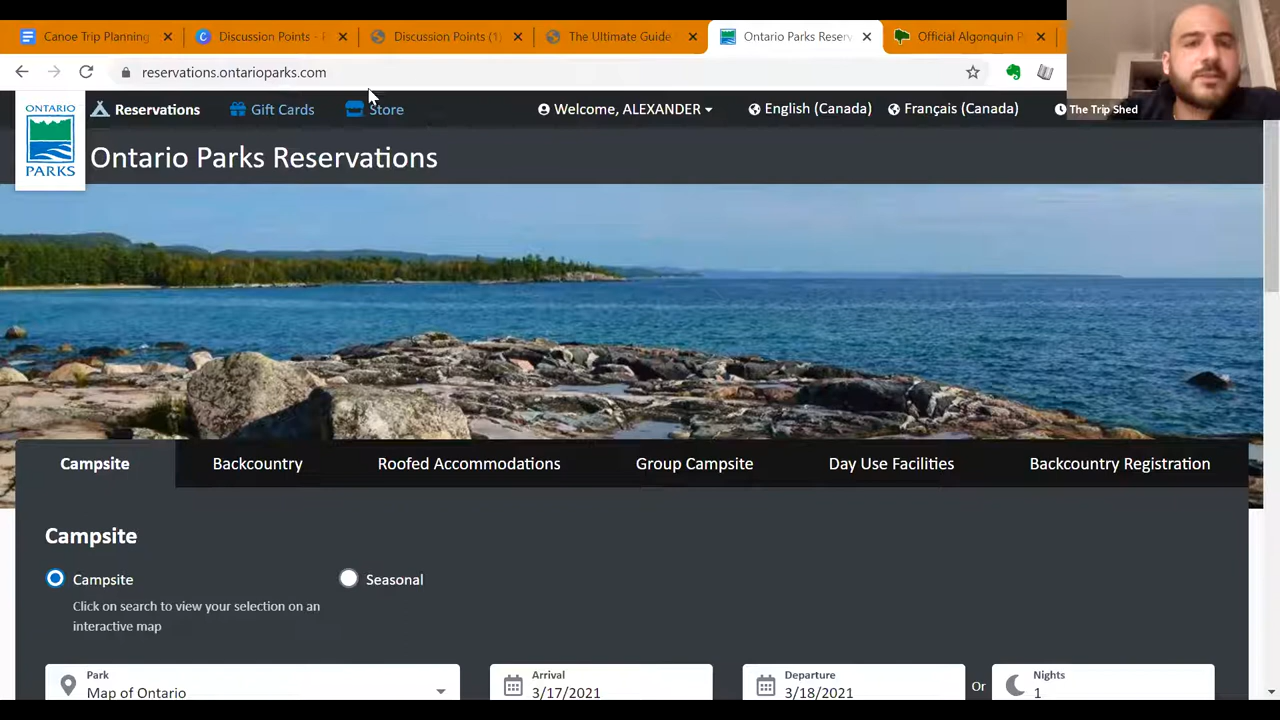 Canoe Trip Planning
Discussion Points - P
Discussion Points (1)
The Ultimate Guide
Ontario Parks Reserv
Official Algonquin P
reservations.ontarioparks.com
ONTARIO
PARKS
Reservations
Gift Cards
Store
Welcome, ALEXANDER
English (Canada)
Français (Canada)
The Trip Shed
Ontario Parks Reservations
Campsite
Backcountry
Roofed Accommodations
Group Campsite
Day Use Facilities
Backcountry Registration
Campsite
Campsite
Seasonal
Click on search to view your selection on an
interactive map
Park
Map of Ontario
Arrival
3/17/2021
Departure
3/18/2021
Or
Nights
1